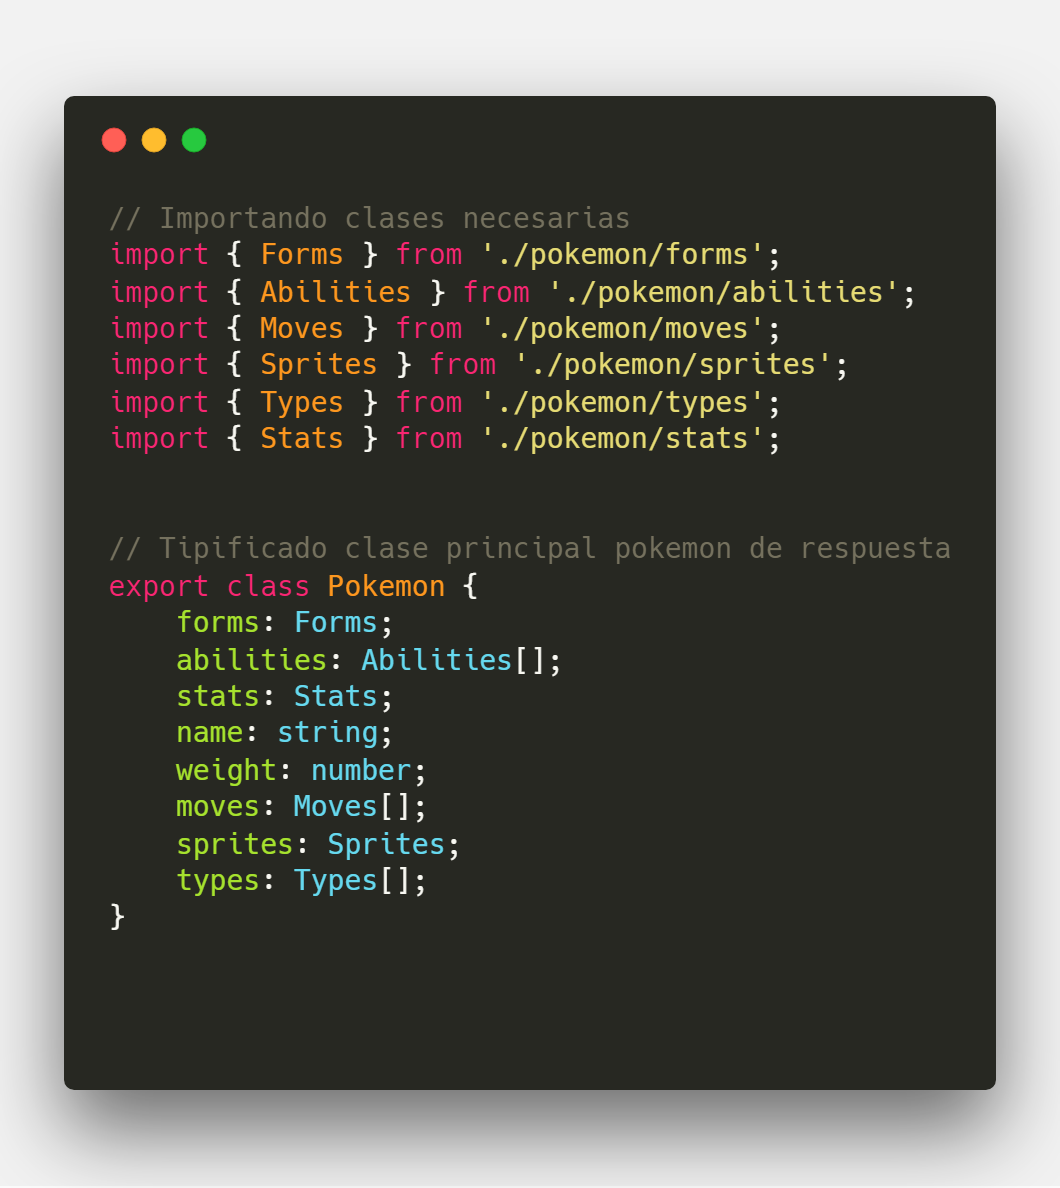 // Importando clases necesarias
import { Forms } from './pokemon/forms';
import { Abilities } from './pokemon/abilities';
import { Moves } from './pokemon/moves';
import { Sprites } from './pokemon/sprites';
import { Types } from './pokemon/types';
import { Stats } from './pokemon/stats';
// Tipificado clase principal pokemon de respuesta
export class Pokemon {
    forms: Forms;
    abilities: Abilities[];
    stats: Stats;
    name: string;
    weight: number;
    moves: Moves[];
    sprites: Sprites;
    types: Types[];
}